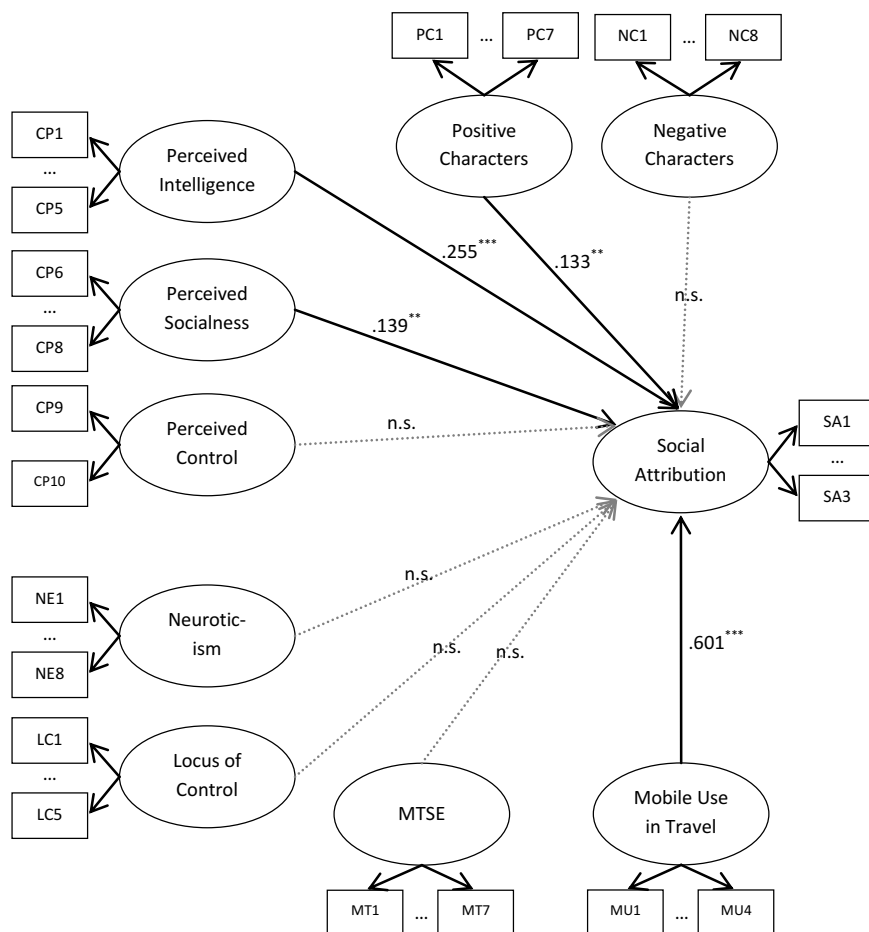 PC1 ... PC7
NC1 ... NC8
Positive
Characters
Negative
Characters
CP1
...
CP5
Perceived
Intelligence
.255***
.133**
n.s.
CP6
...
CP8
Perceived
Socialness
.139**
CP9
CP10
Perceived
Control
n.s.
Social
Attribution
SA1
...
SA3
NE1
...
NE8
Neurotic-
ism
n.s.
LC1
...
LC5
Locus of
Control
n.s.
n.s.
.601***
MTSE
Mobile Use
in Travel
MT1 ... MT7
MU1 ... MU4